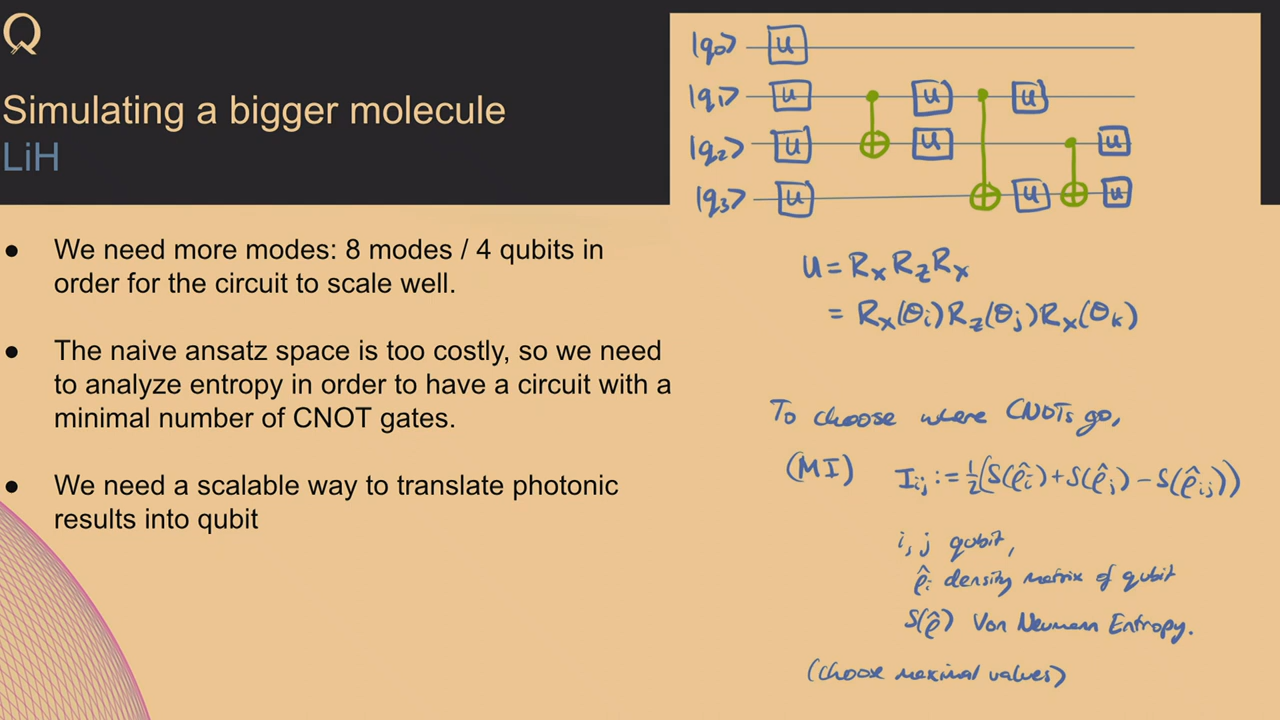 Q
Simulating a bigger molecule
LiH
● We need more modes: 8 modes / 4 qubits in
order for the circuit to scale well.
● The naive ansatz space is too costly, so we need
to analyze entropy in order to have a circuit with a
minimal number of CNOT gates.
● We need a scalable way to translate photonic
results into qubit
|q₀> U
|q₁> U U U
|q₂> U U U
|q₃> U U U
U = RₓR_zRₓ
= Rₓ(θᵢ)R_z(θⱼ)Rₓ(θₖ)
To choose where CNOTs go,
(MI) Iᵢⱼ := ½(S(ρ̂ᵢ)+S(ρ̂ⱼ)−S(ρ̂ᵢⱼ))
i, j qubit,
ρ̂ᵢ density matrix of qubit
S(ρ̂) Von Neumann Entropy.
(choose maximal values)